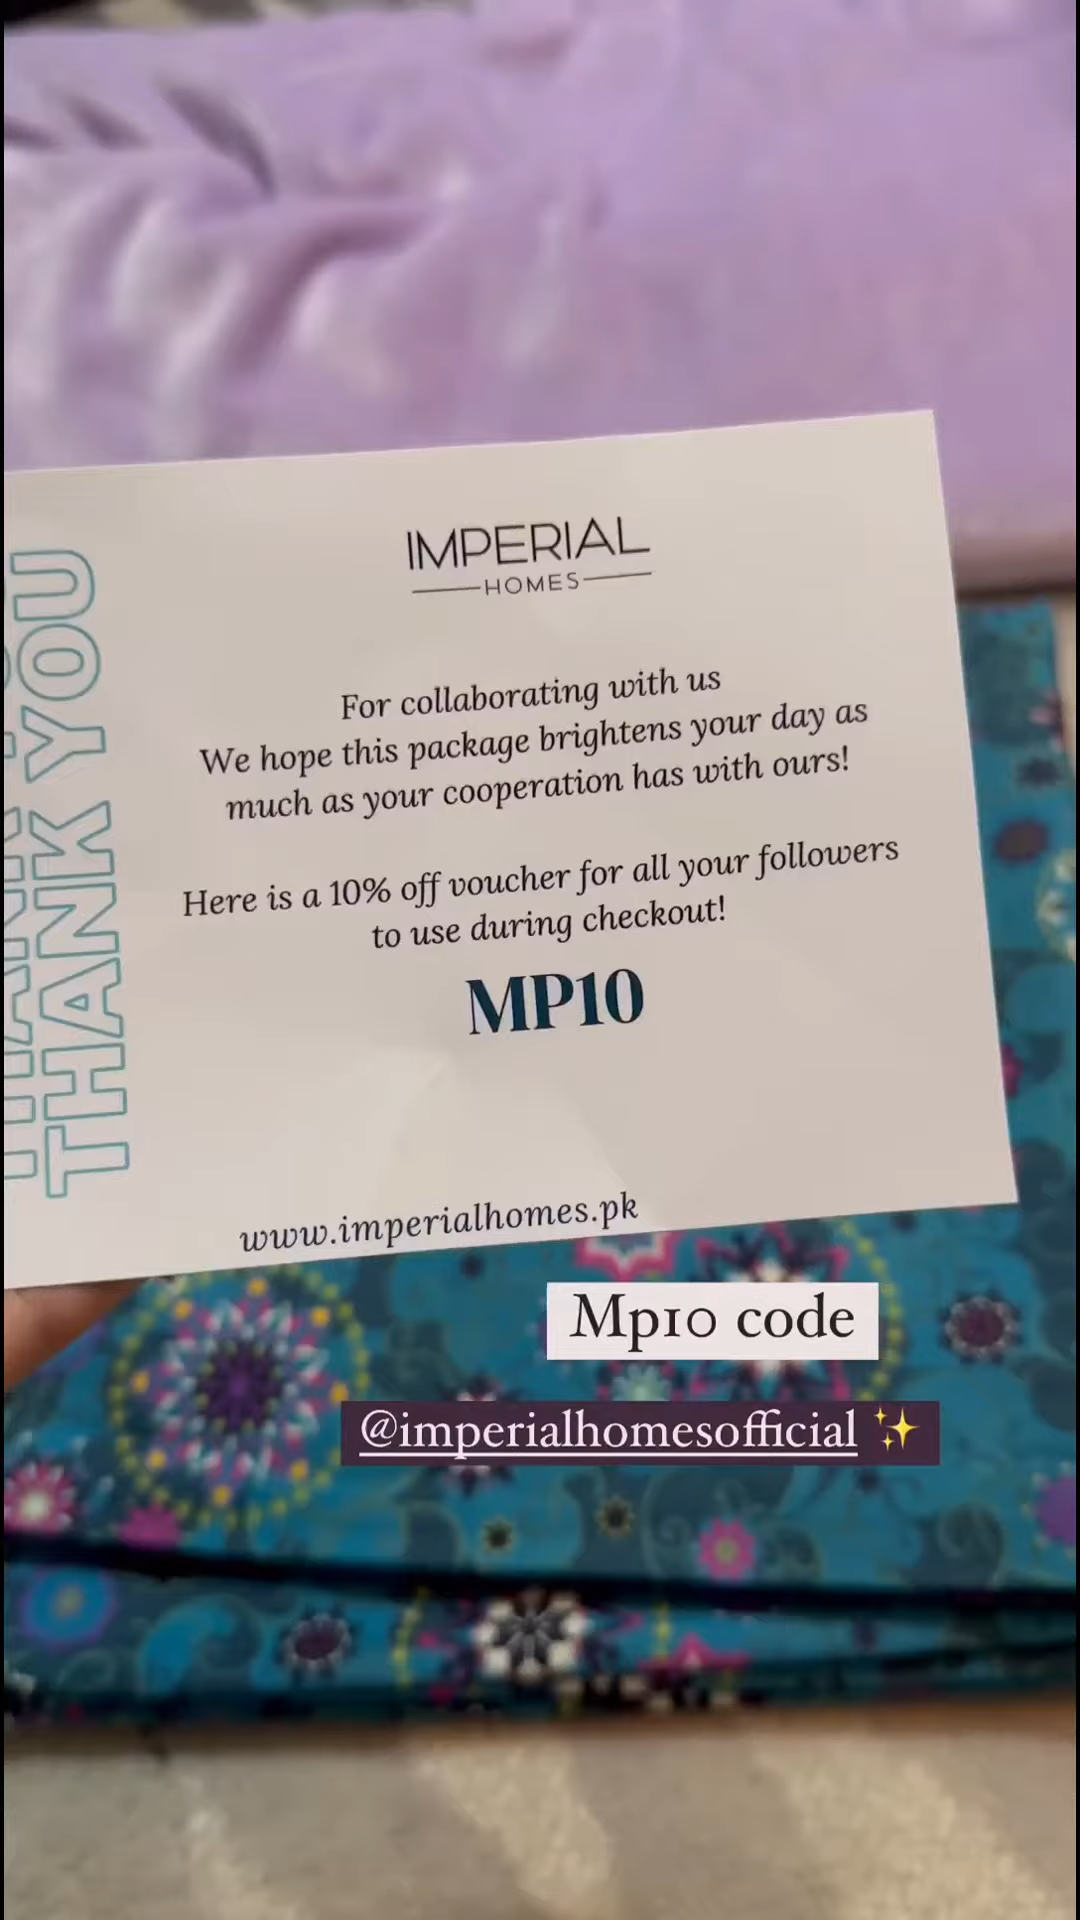 THANK YOU
IMPERIAL
HOMES
For collaborating with us
We hope this package brightens your day as
much as your cooperation has with ours!
Here is a 10% off voucher for all your followers
to use during checkout!
MP10
www.imperialhomes.pk
Mp10 code
@imperialhomesofficial